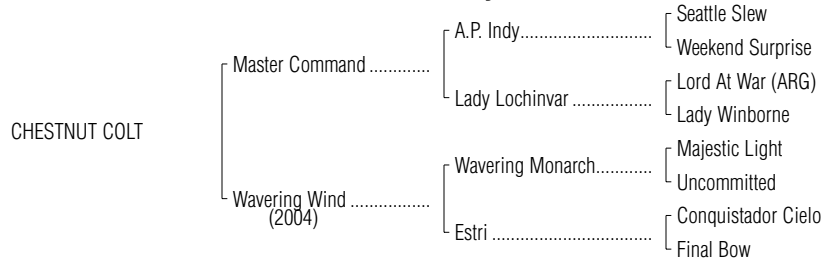 Seattle Slew
A.P. Indy..............................
Weekend Surprise
Master Command ..............
Lord At War (ARG)
Lady Lochinvar ..................
Lady Winborne
CHESTNUT COLT
Majestic Light
Wavering Monarch.............
Uncommitted
Wavering Wind ..................
(2004)
Conquistador Cielo
Estri .....................................
Final Bow